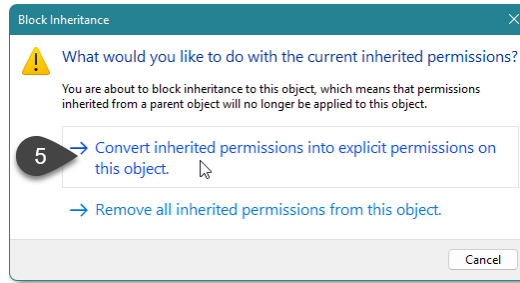 Block Inheritance
What would you like to do with the current inherited permissions?
You are about to block inheritance to this object, which means that permissions
inherited from a parent object will no longer be applied to this object.
5
Convert inherited permissions into explicit permissions on
this object.
Remove all inherited permissions from this object.
Cancel